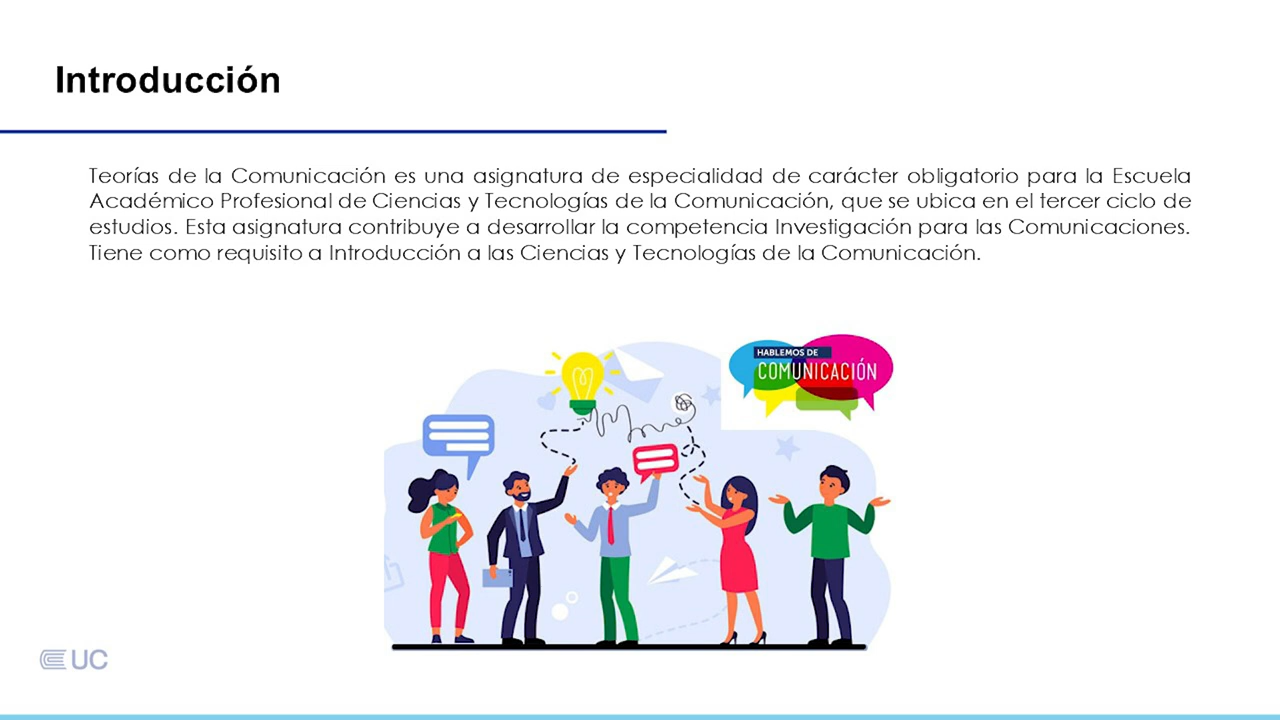 Introducción
Teorías de la Comunicación es una asignatura de especialidad de carácter obligatorio para la Escuela
Académico Profesional de Ciencias y Tecnologías de la Comunicación, que se ubica en el tercer ciclo de
estudios. Esta asignatura contribuye a desarrollar la competencia Investigación para las Comunicaciones.
Tiene como requisito a Introducción a las Ciencias y Tecnologías de la Comunicación.
HABLEMOS DE
COMUNICACIÓN
UC